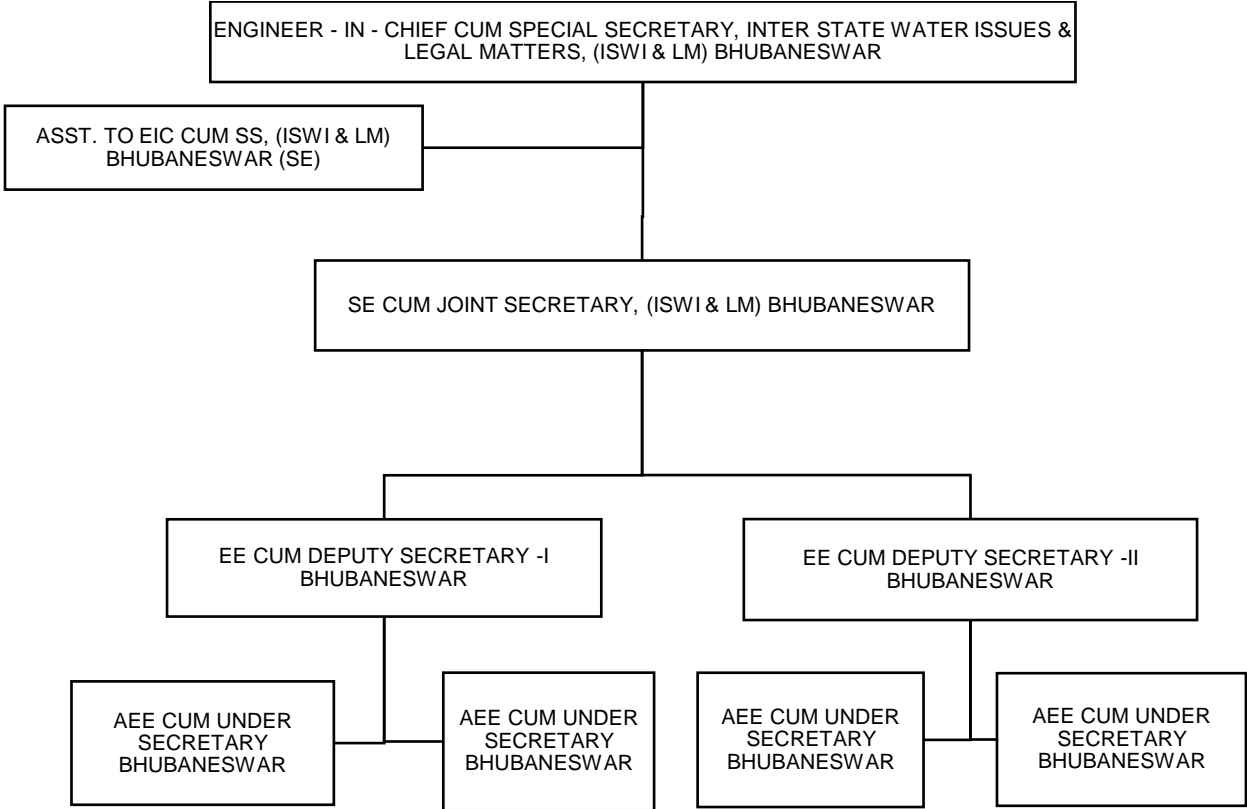 ENGINEER - IN - CHIEF CUM SPECIAL SECRETARY, INTER STATE WATER ISSUES &
LEGAL MATTERS, (ISWI & LM) BHUBANESWAR
ASST. TO EIC CUM SS, (ISWI & LM)
BHUBANESWAR (SE)
SE CUM JOINT SECRETARY, (ISWI & LM) BHUBANESWAR
EE CUM DEPUTY SECRETARY -I
BHUBANESWAR
EE CUM DEPUTY SECRETARY -II
BHUBANESWAR
AEE CUM UNDER
SECRETARY
BHUBANESWAR
AEE CUM UNDER
SECRETARY
BHUBANESWAR
AEE CUM UNDER
SECRETARY
BHUBANESWAR
AEE CUM UNDER
SECRETARY
BHUBANESWAR